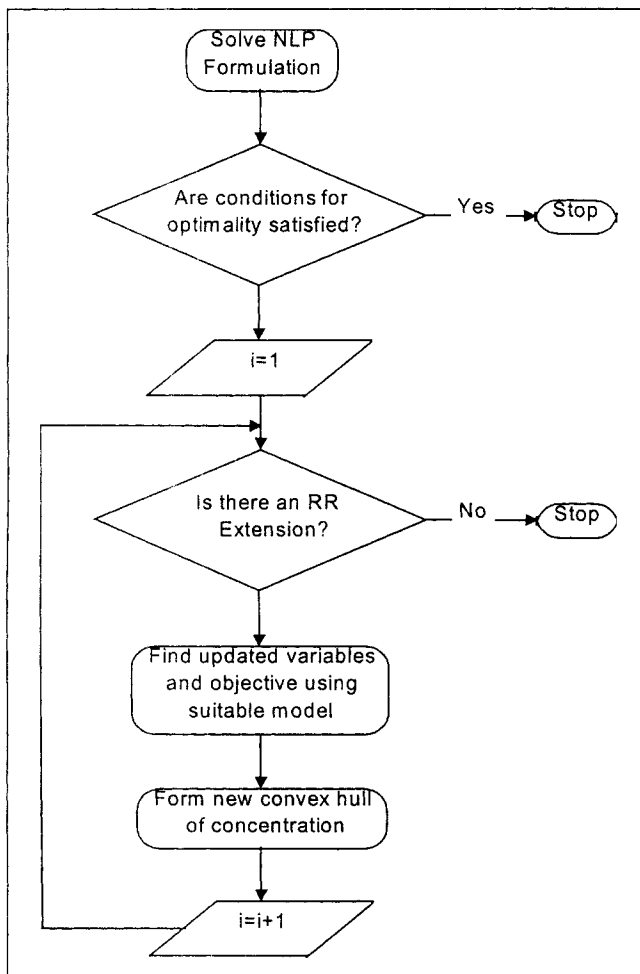 Solve NLP
Formulation
Are conditions for
optimality satisfied?
Yes
Stop
i=1
Is there an RR
Extension?
No
Stop
Find updated variables
and objective using
suitable model
Form new convex hull
of concentration
i=i+1